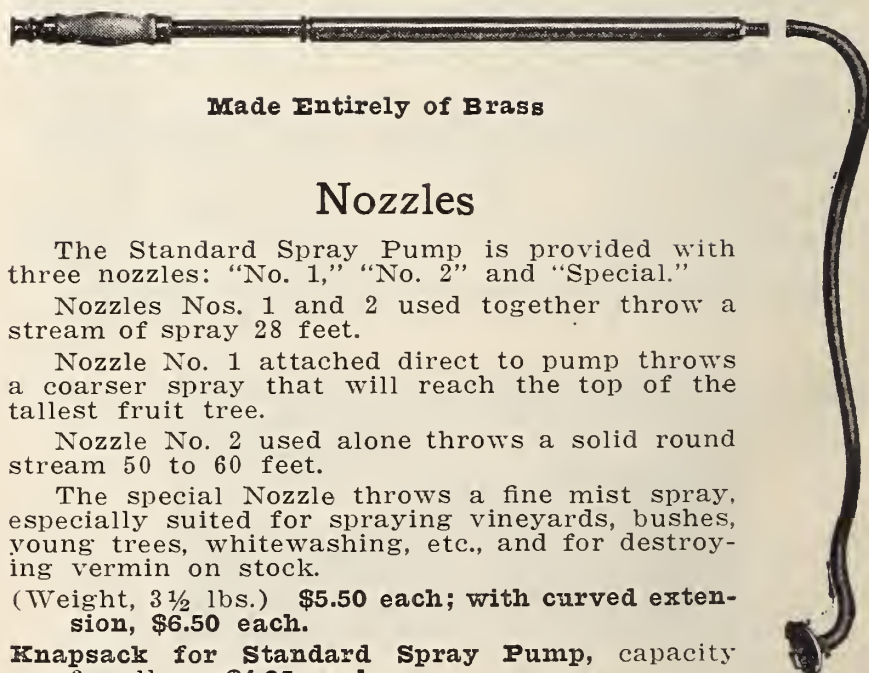 Made Entirely of Brass
Nozzles
The Standard Spray Pump is provided with
three nozzles: “No. 1,” “No. 2” and “Special.”
Nozzles Nos. 1 and 2 used together throw a
stream of spray 28 feet.
Nozzle No. 1 attached direct to pump throws
a coarser spray that will reach the top of the
tallest fruit tree.
Nozzle No. 2 used alone throws a solid round
stream 50 to 60 feet.
The special Nozzle throws a fine mist spray,
especially suited for spraying vineyards, bushes,
young trees, whitewashing, etc., and for destroy-
ing vermin on stock.
(Weight, 3½ lbs.) $5.50 each; with curved exten-
sion, $6.50 each.
Knapsack for Standard Spray Pump, capacity